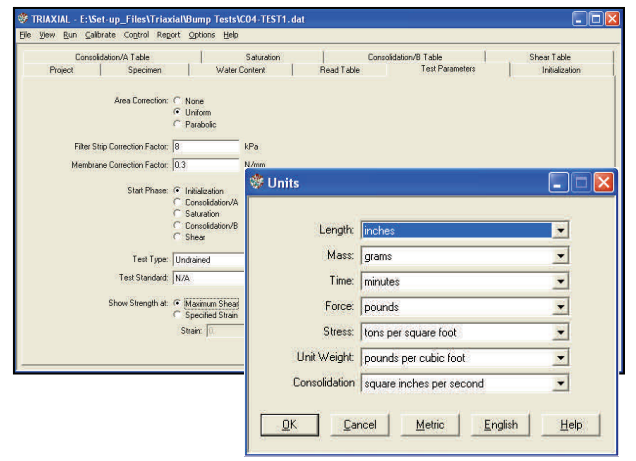 TRIAXIAL - E:\Set-up_Files\Triaxial\Bump Tests\C04-TEST1.dat
File View Run Calibrate Control Report Options Help
Consolidation/A Table Saturation Consolidation/B Table Shear Table
Project Specimen Water Content Read Table Test Parameters Initialization
Area Correction: None
Uniform
Parabolic
Filter Strip Correction Factor: 8 kPa
Membrane Correction Factor: 0.3 N/mm
Start Phase: Initialization
Consolidation/A
Saturation
Consolidation/B
Shear
Test Type: Undrained
Test Standard: N/A
Show Strength at: Maximum Shear
Specified Strain
Strain: 0
Units
Length: inches
Mass: grams
Time: minutes
Force: pounds
Stress: tons per square foot
Unit Weight: pounds per cubic foot
Consolidation square inches per second
OK Cancel Metric English Help